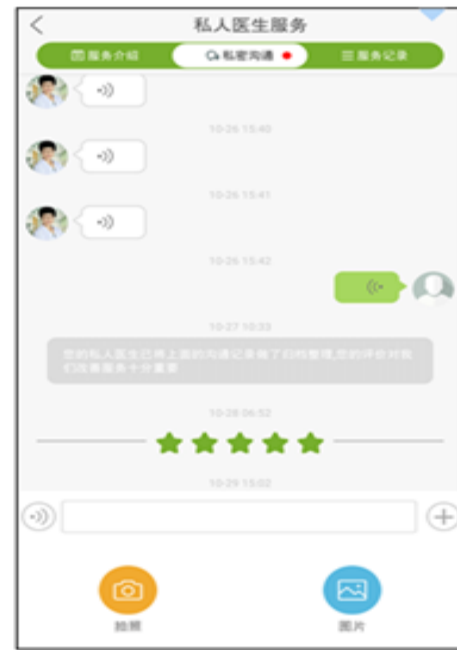 私人医生服务
服务介绍
私密沟通
服务记录
10-26 15:40
10-26 15:41
10-26 15:42
10-27 10:33
您的私人医生已将上面的沟通记录做了归档整理,您的评价对我
们改善服务十分重要
10-28 06:52
10-29 15:02
拍照
图片